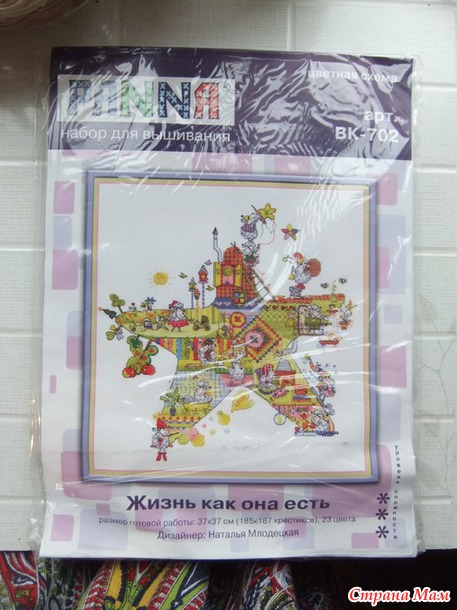 PANNA®
цветная схема
набор для вышивания
арт.
ВК-702
Жизнь как она есть
размер готовой работы: 37х37 см (185х187 крестиков), 23 цвета
Дизайнер: Наталья Млодецкая
Страна Мам